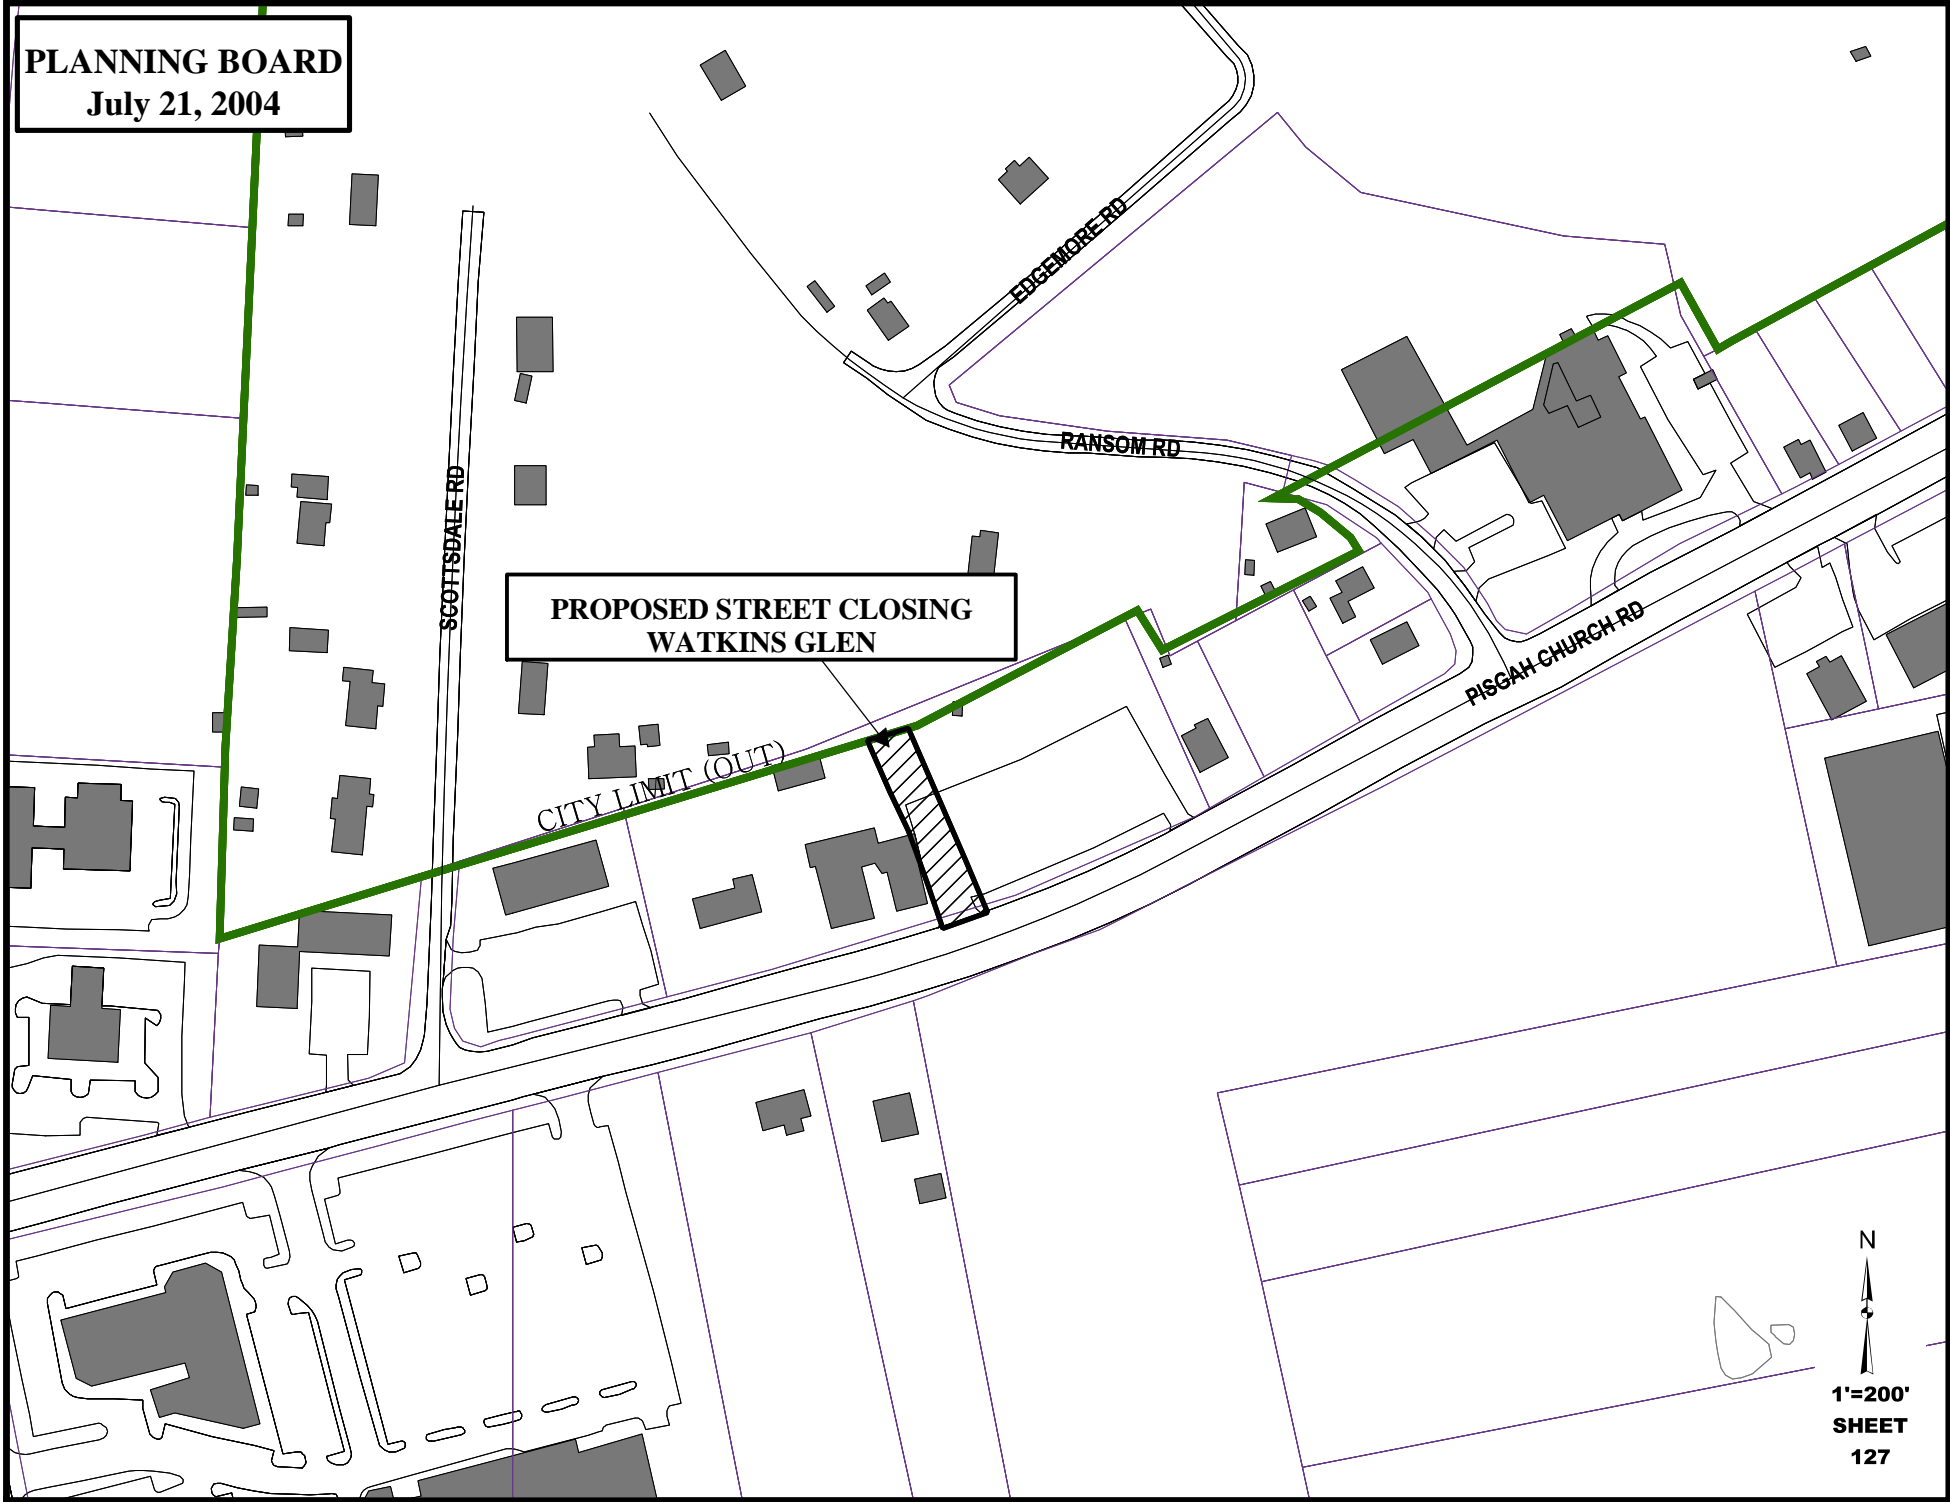 PLANNING BOARD
July 21, 2004
EDGEMORE RD
RANSOM RD
SCOTTSDALE RD
PROPOSED STREET CLOSING
WATKINS GLEN
PISGAH CHURCH RD
CITY LIMIT (OUT)
N
1'=200'
SHEET
127